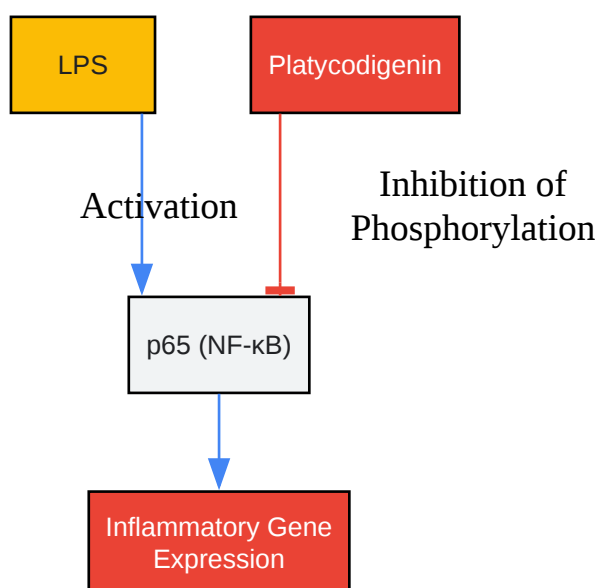 LPS
Platycodigenin
Activation
Inhibition of
Phosphorylation
p65 (NF-κB)
Inflammatory Gene
Expression